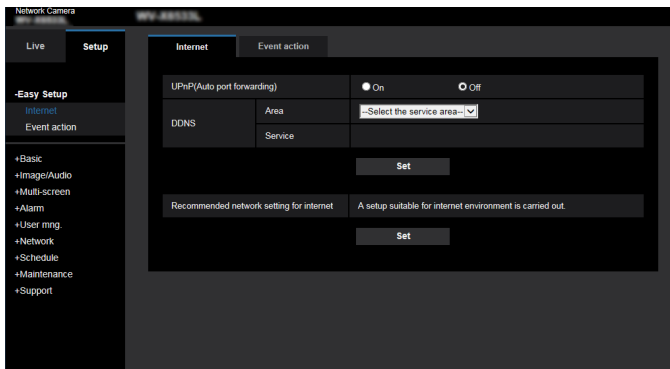 Network Camera
Live
Setup
-Easy Setup
Internet
Event action
+Basic
+Image/Audio
+Multi-screen
+Alarm
+User mng.
+Network
+Schedule
+Maintenance
+Support
Internet
Event action
UPnP(Auto port forwarding)
On
Off
DDNS
Area
--Select the service area--
Service
Set
Recommended network setting for internet
A setup suitable for internet environment is carried out.
Set